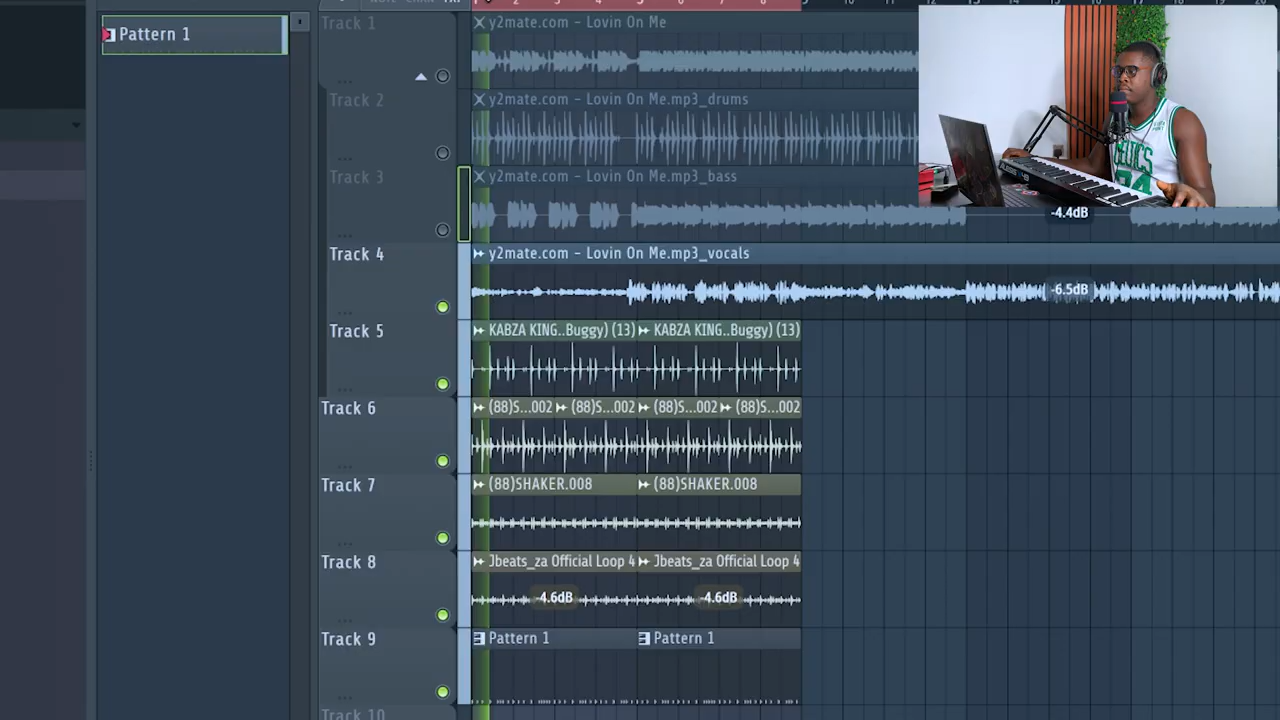 Pattern 1
Track 1
y2mate.com - Lovin On Me
Track 2
y2mate.com - Lovin On Me.mp3_drums
Track 3
y2mate.com - Lovin On Me.mp3_bass
-4.4dB
Track 4
y2mate.com - Lovin On Me.mp3_vocals
-6.5dB
Track 5
KABZA KING..Buggy) (13) KABZA KING..Buggy) (13)
Track 6
(88)S...002 (88)S...002 (88)S...002 (88)S...002
Track 7
(88)SHAKER.008 (88)SHAKER.008
Track 8
Jbeats_za Official Loop 4 Jbeats_za Official Loop 4
-4.6dB -4.6dB
Track 9
Pattern 1 Pattern 1
Track 10